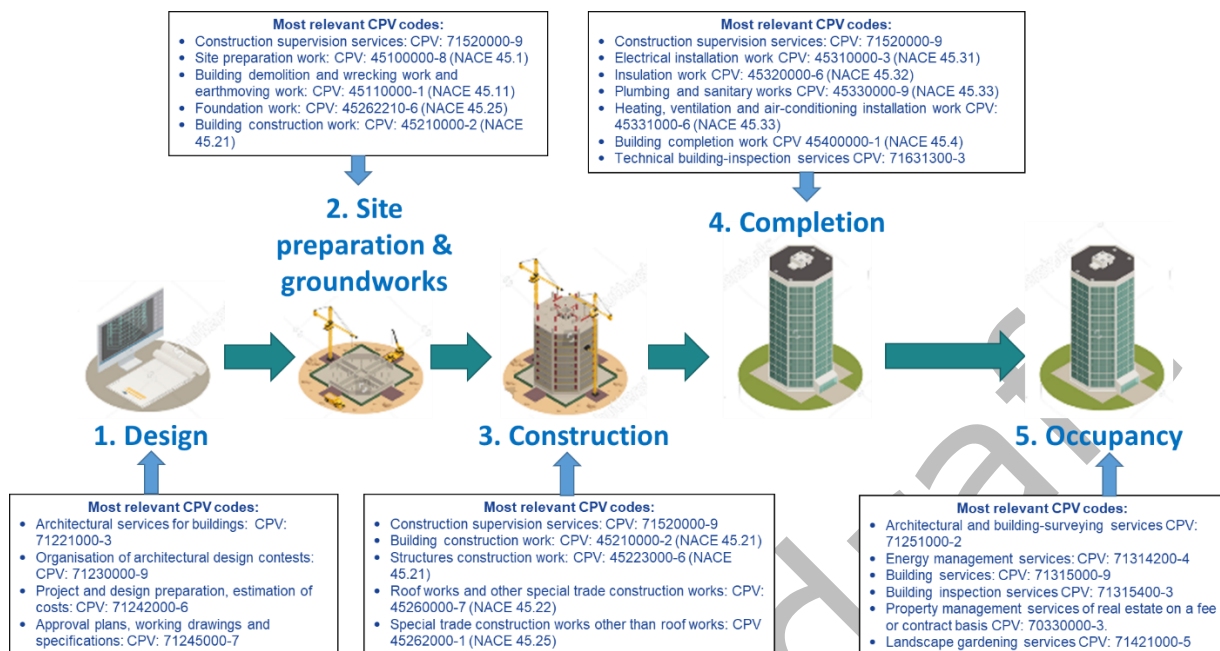 Most relevant CPV codes:
• Construction supervision services: CPV: 71520000-9
• Site preparation work: CPV: 45100000-8 (NACE 45.1)
• Building demolition and wrecking work and
earthmoving work: CPV: 45110000-1 (NACE 45.11)
• Foundation work: CPV: 45262210-6 (NACE 45.25)
• Building construction work: CPV: 45210000-2 (NACE
45.21)
Most relevant CPV codes:
• Construction supervision services: CPV: 71520000-9
• Electrical installation work CPV: 45310000-3 (NACE 45.31)
• Insulation work CPV: 45320000-6 (NACE 45.32)
• Plumbing and sanitary works CPV: 45330000-9 (NACE 45.33)
• Heating, ventilation and air-conditioning installation work CPV:
45331000-6 (NACE 45.33)
• Building completion work CPV 45400000-1 (NACE 45.4)
• Technical building-inspection services CPV: 71631300-3
2. Site
preparation &
groundworks
4. Completion
1. Design
3. Construction
5. Occupancy
Most relevant CPV codes:
• Architectural services for buildings: CPV:
71221000-3
• Organisation of architectural design contests:
CPV: 71230000-9
• Project and design preparation, estimation of
costs: CPV: 71242000-6
• Approval plans, working drawings and
specifications: CPV: 71245000-7
Most relevant CPV codes:
• Construction supervision services: CPV: 71520000-9
• Building construction work: CPV: 45210000-2 (NACE 45.21)
• Structures construction work: CPV: 45223000-6 (NACE
45.21)
• Roof works and other special trade construction works: CPV:
45260000-7 (NACE 45.22)
• Special trade construction works other than roof works: CPV
45262000-1 (NACE 45.25)
Most relevant CPV codes:
• Architectural and building-surveying services CPV:
71251000-2
• Energy management services: CPV: 71314200-4
• Building services: CPV: 71315000-9
• Building inspection services CPV: 71315400-3
• Property management services of real estate on a fee
or contract basis CPV: 70330000-3.
• Landscape gardening services CPV: 71421000-5